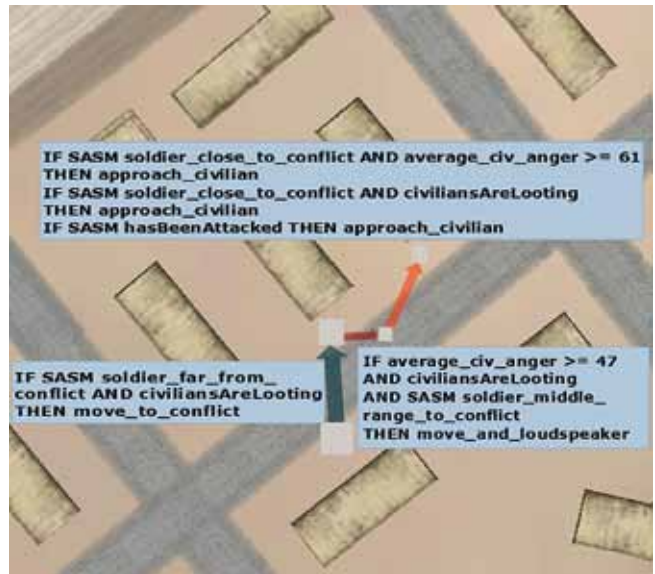 IF SASM soldier_close_to_conflict AND average_civ_anger >= 61
THEN approach_civilian
IF SASM soldier_close_to_conflict AND civiliansAreLooting
THEN approach_civilian
IF SASM hasBeenAttacked THEN approach_civilian
IF SASM soldier_far_from_
conflict AND civiliansAreLooting
THEN move_to_conflict
IF average_civ_anger >= 47
AND civiliansAreLooting
AND SASM soldier_middle_
range_to_conflict
THEN move_and_loudspeaker